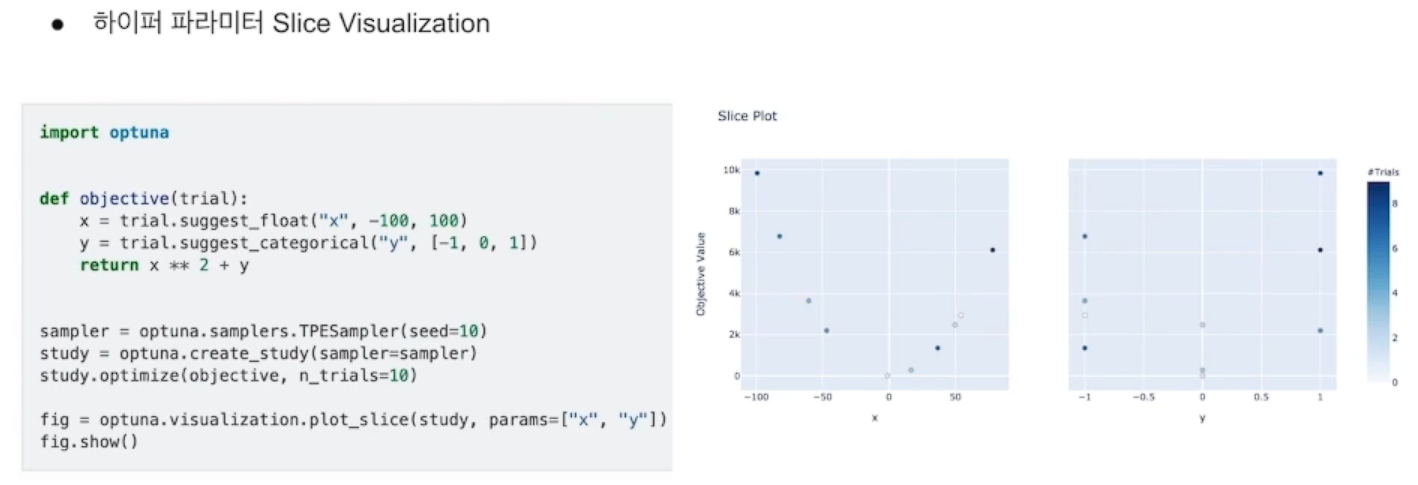 ● 하이퍼 파라미터 Slice Visualization
import optuna
def objective(trial):
x = trial.suggest_float("x", -100, 100)
y = trial.suggest_categorical("y", [-1, 0, 1])
return x ** 2 + y
sampler = optuna.samplers.TPESampler(seed=10)
study = optuna.create_study(sampler=sampler)
study.optimize(objective, n_trials=10)
fig = optuna.visualization.plot_slice(study, params=["x", "y"])
fig.show()
Slice Plot
Objective Value
10k
8k
6k
4k
2k
0
−100 −50 0 50
x
−1 −0.5 0 0.5 1
y
#Trials
8
6
4
2
0